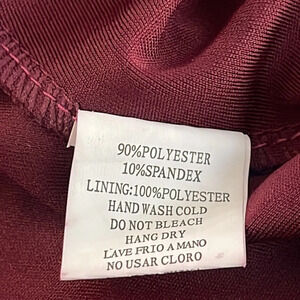 90%POLYESTER
10%SPANDEX
LINING:100%POLYESTER
HAND WASH COLD
DO NOT BLEACH
HANG DRY
LAVE FRIO A MANO
NO USAR CLORO